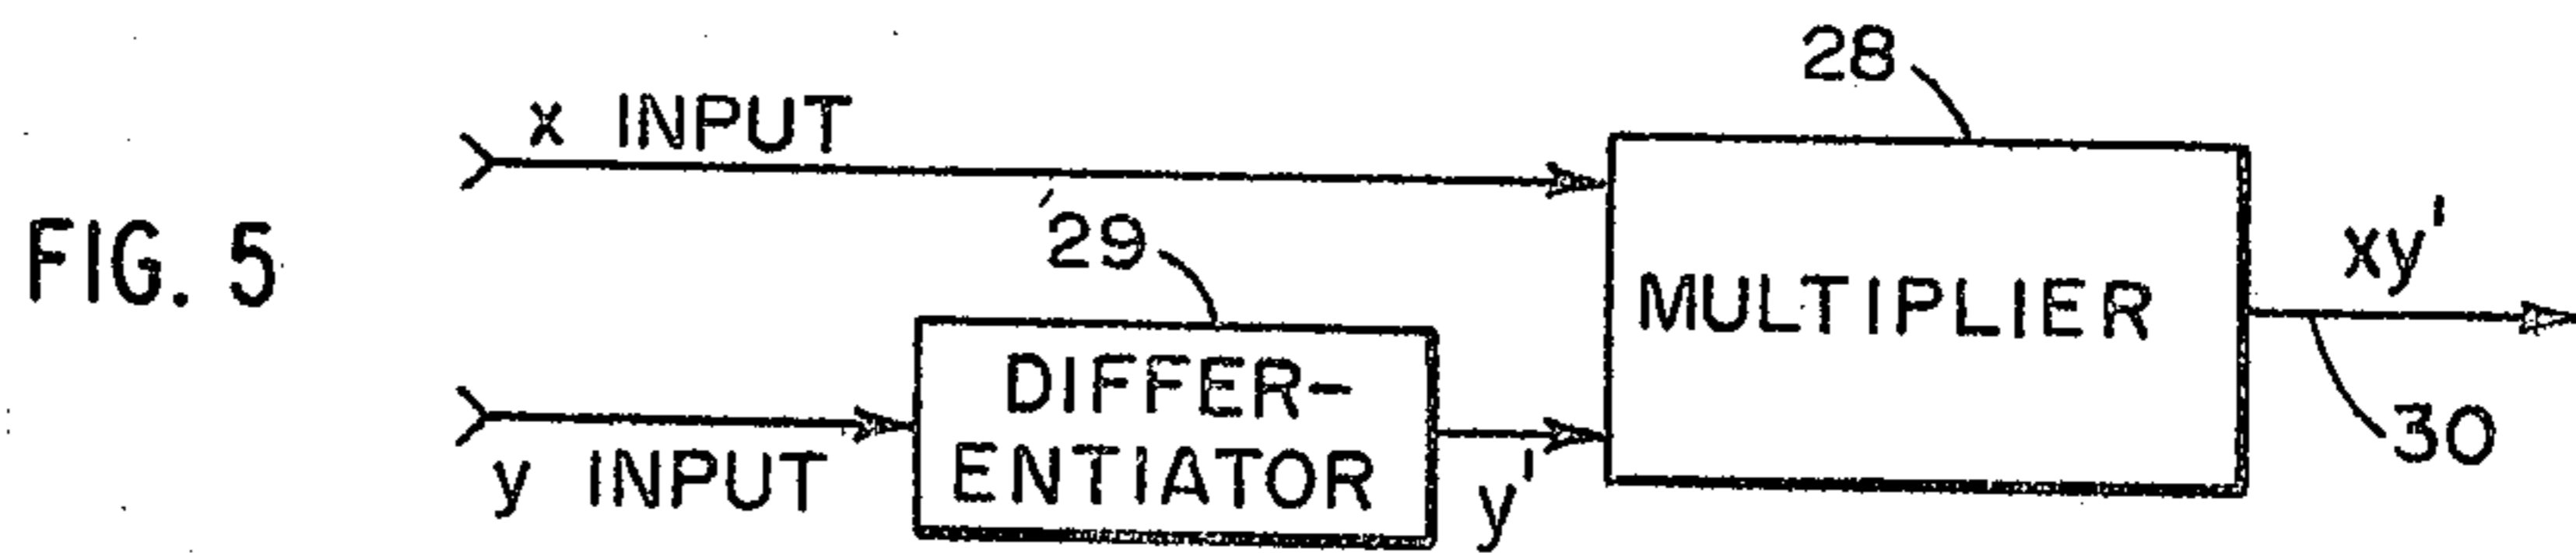 28
x INPUT
29
FIG. 5
xy'
MULTIPLIER
DIFFER-
ENTIATOR
30
y INPUT
y'